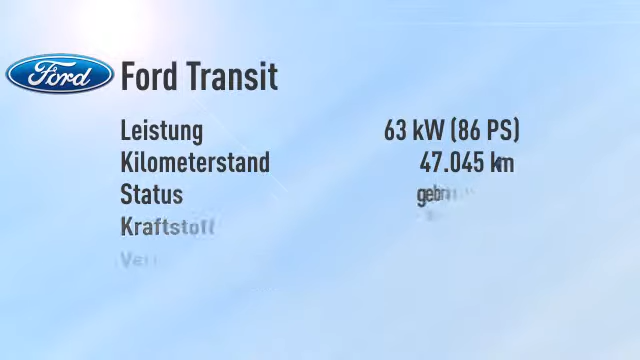 Ford Ford Transit
Leistung 63 kW (86 PS)
Kilometerstand 47.045 km
Status
Kraftstoff